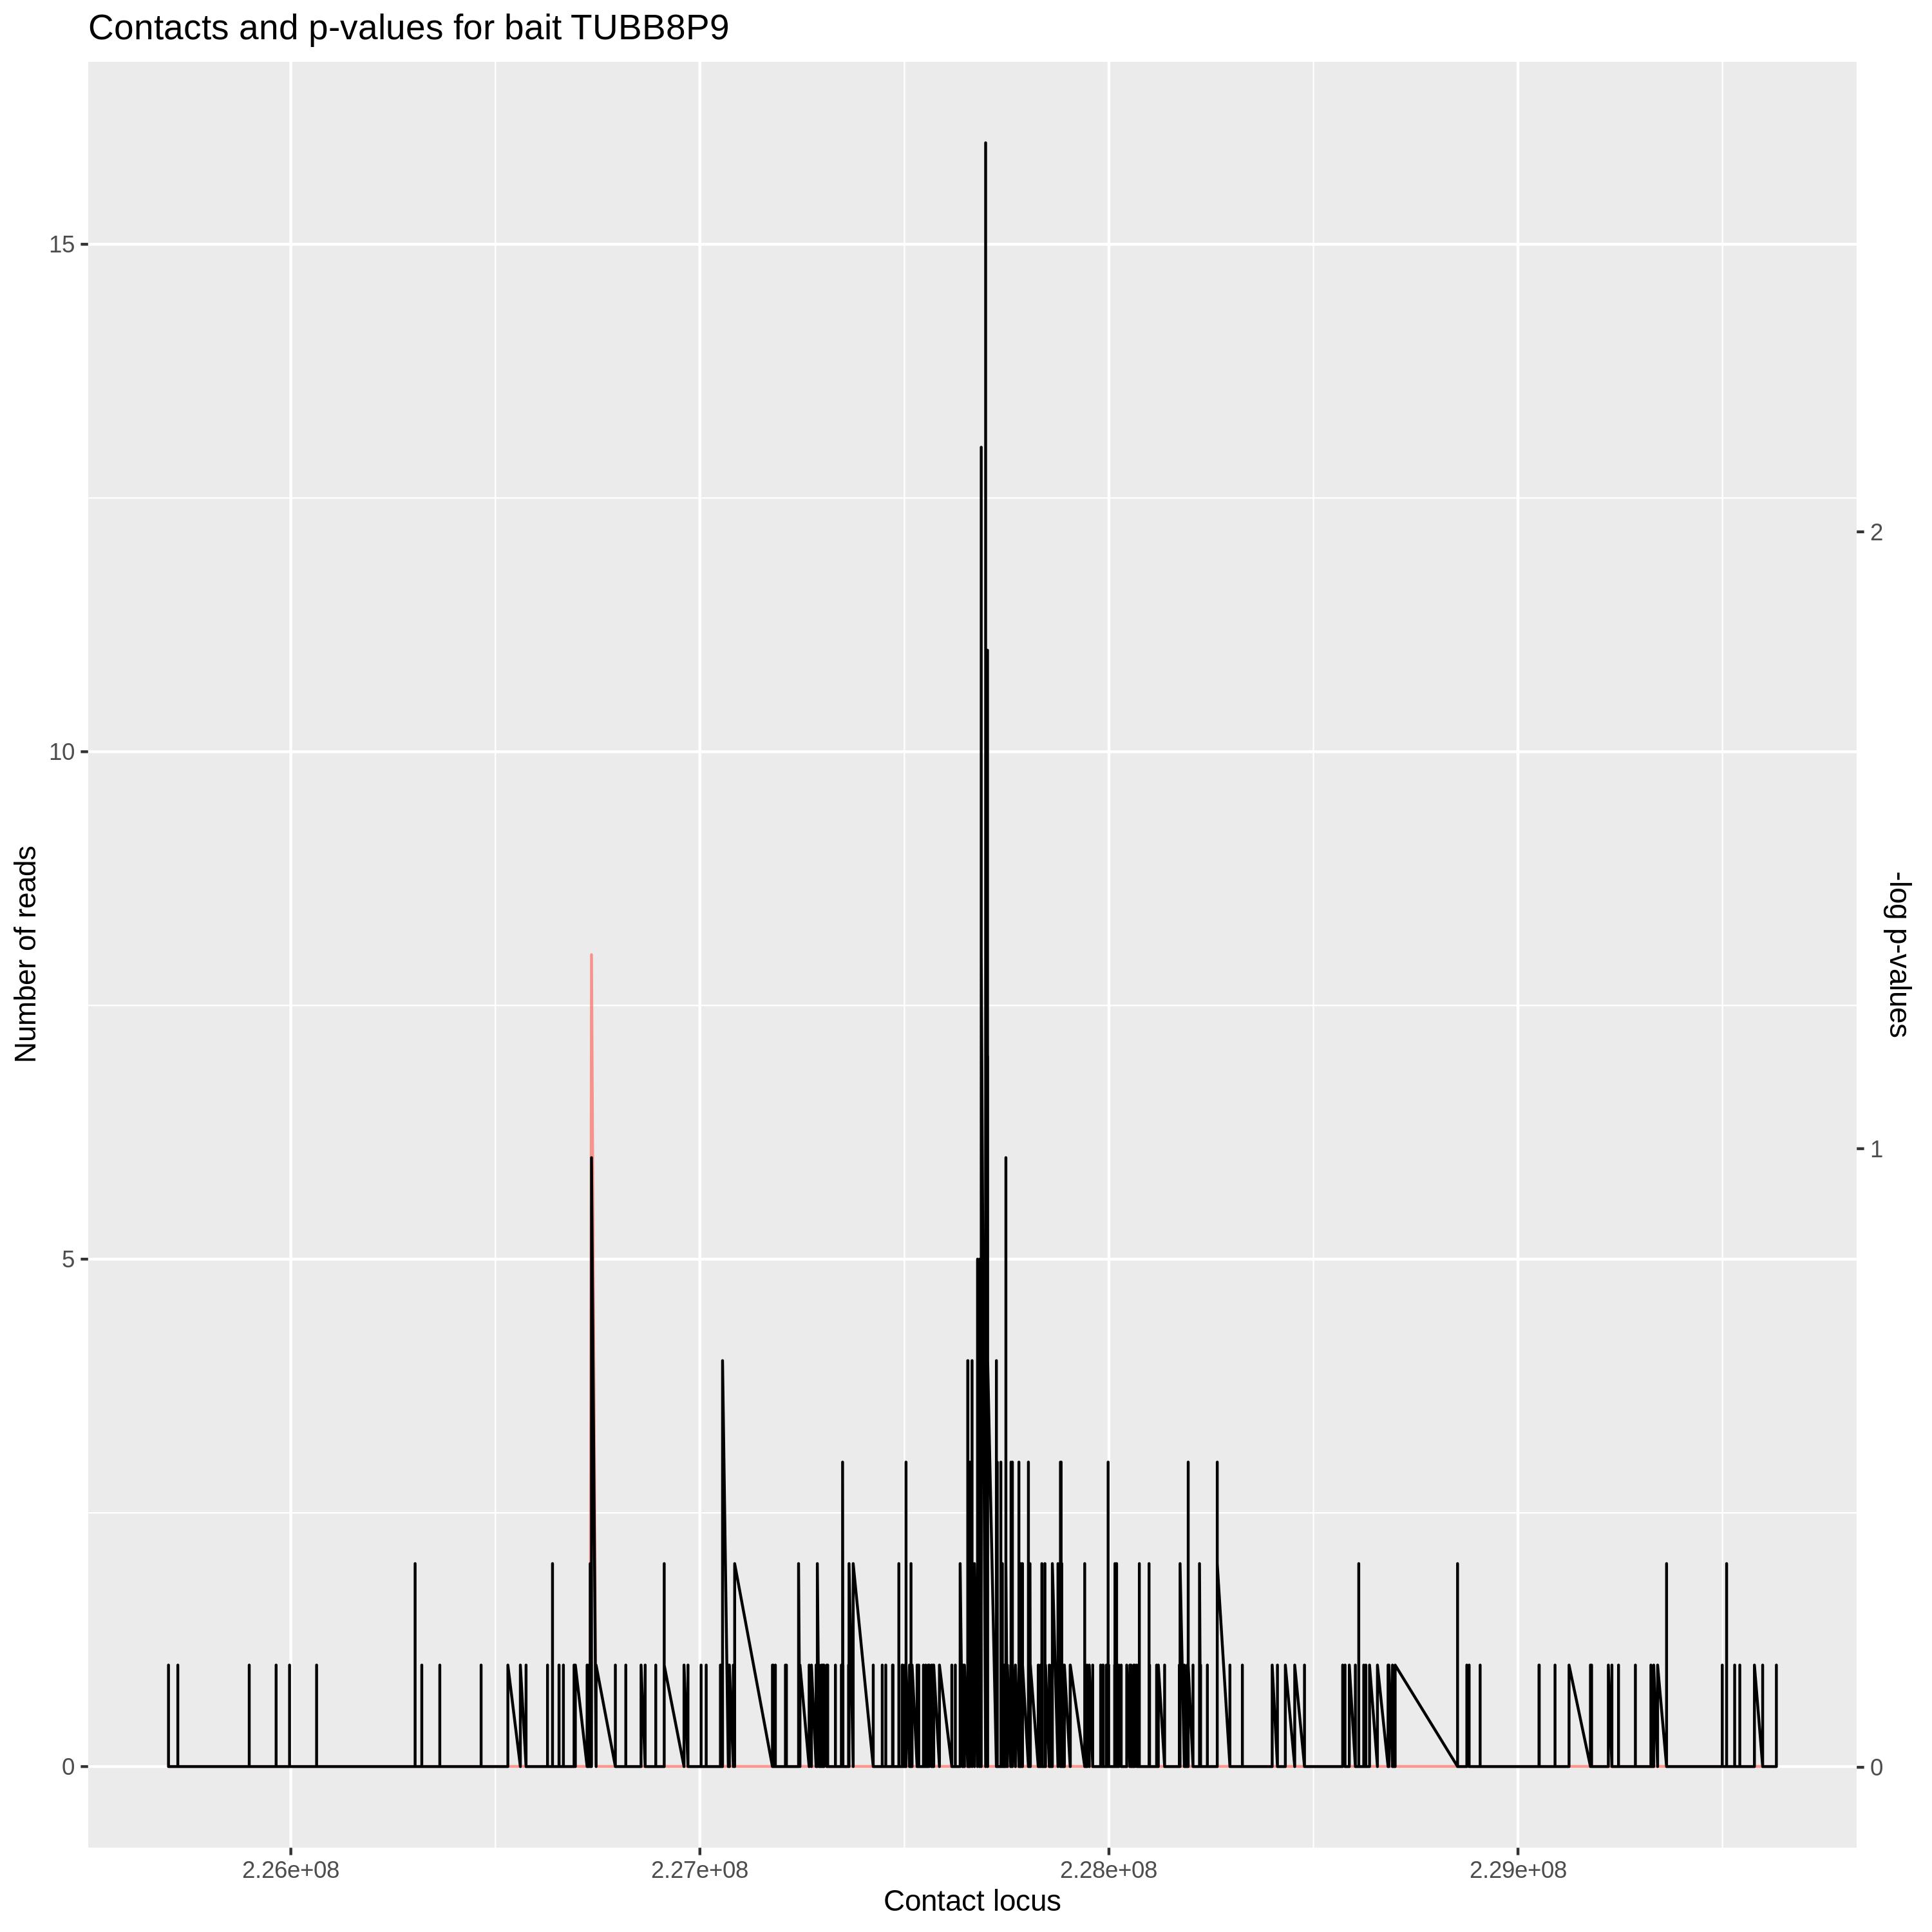 Contacts and p-values for bait TUBB8P9
15
10
5
0
Number of reads
2
1
0
-log p-values
2.26e+08
2.27e+08
2.28e+08
2.29e+08
Contact locus